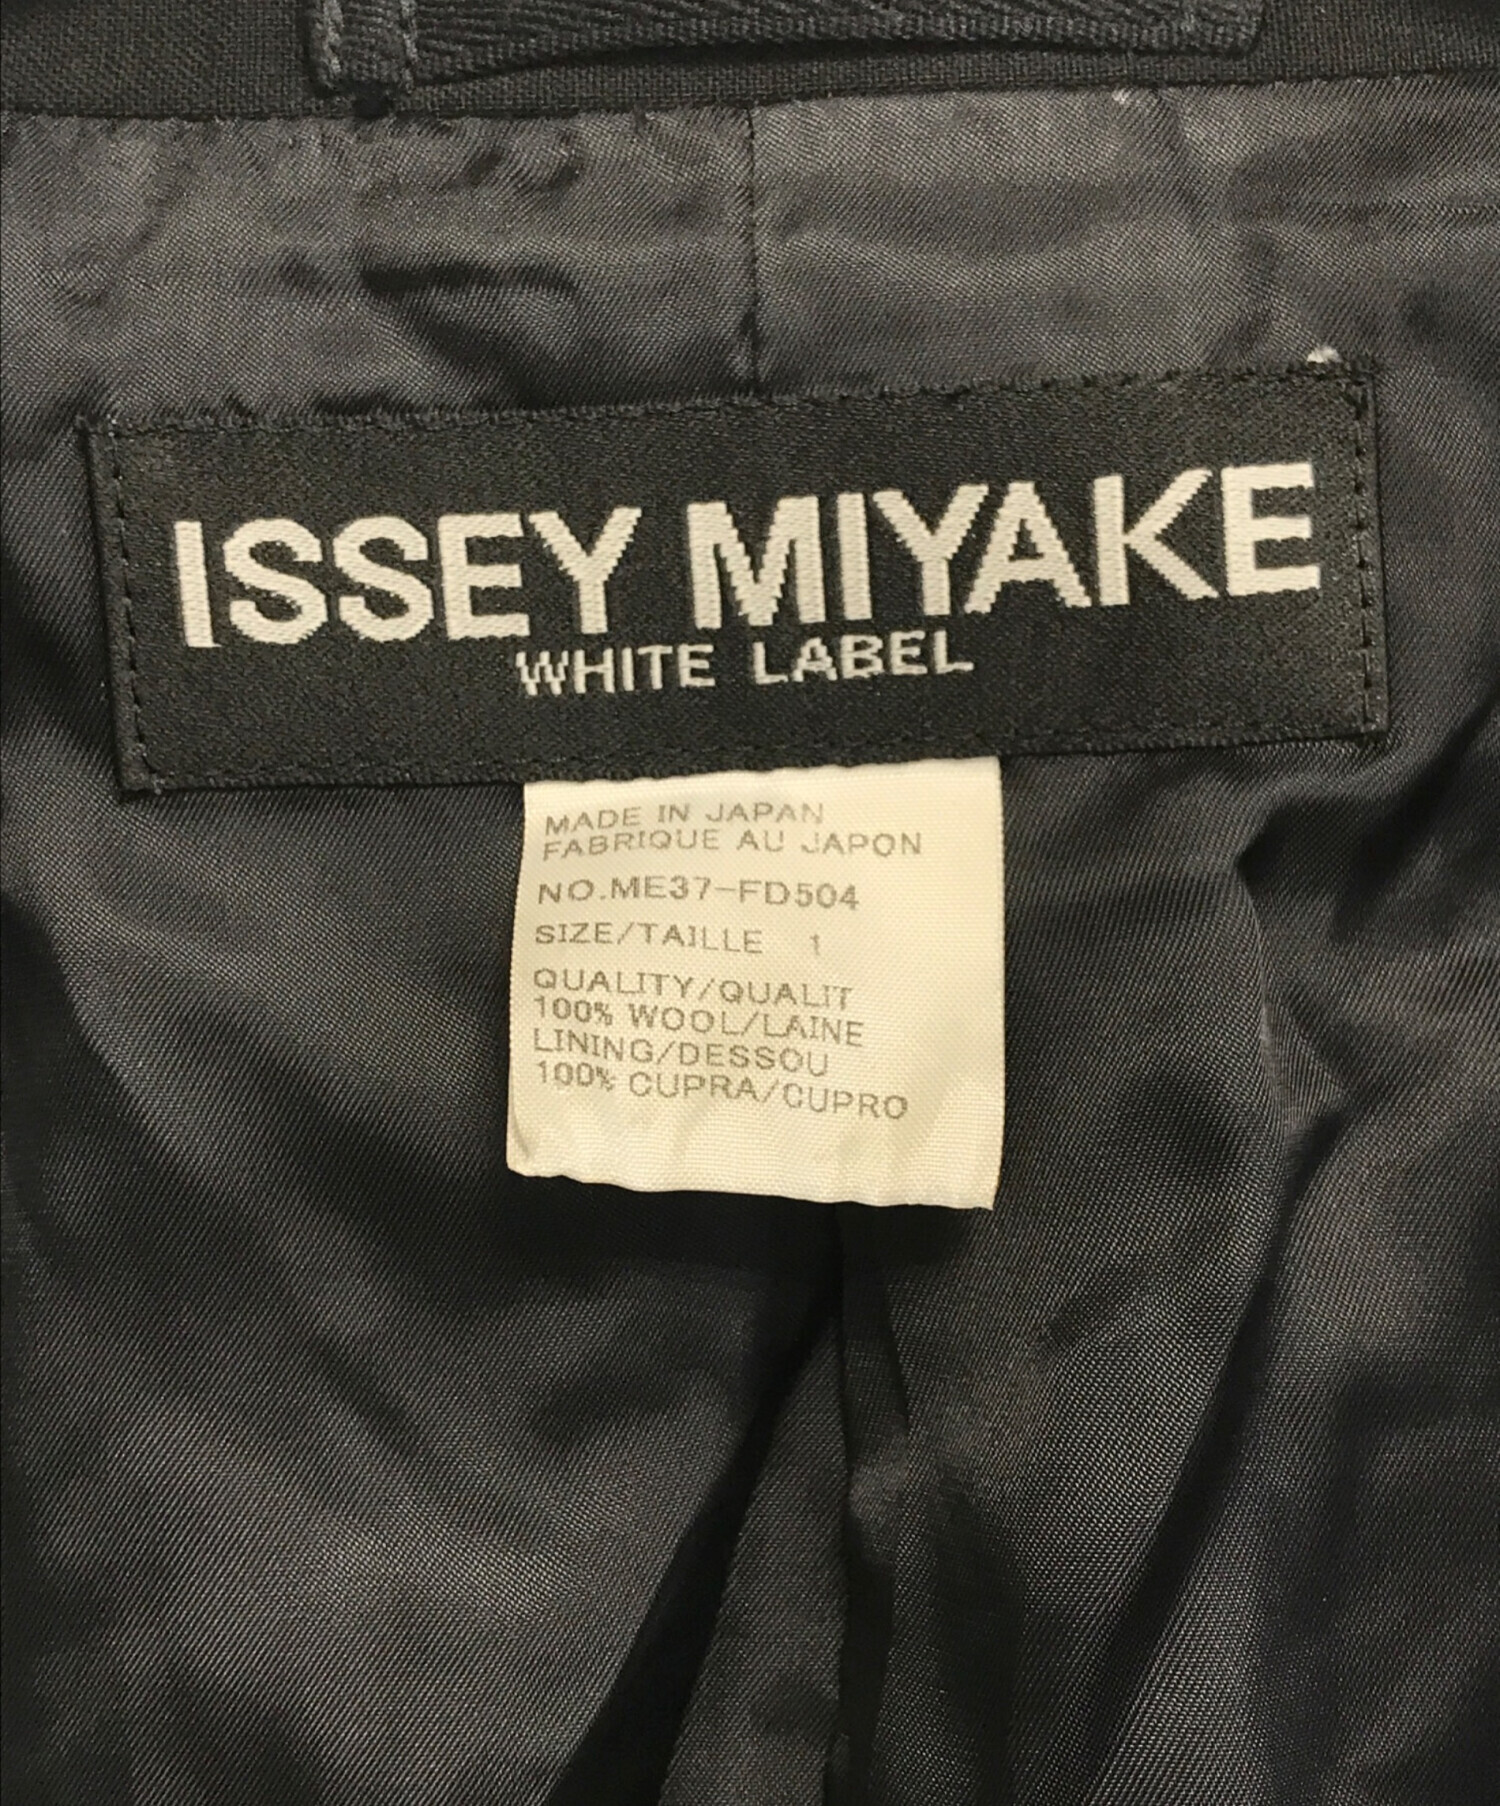 ISSEY MIYAKE
WHITE LABEL
MADE IN JAPAN
FABRIQUE AU JAPON
NO.ME37-FD504
SIZE/TAILLE 1
QUALITY/QUALIT
100% WOOL/LAINE
LINING/DESSOU
100% CUPRA/CUPRO